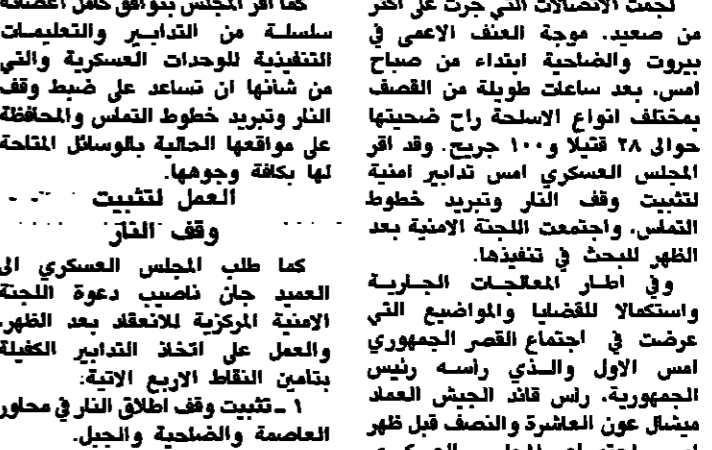 لجمت الاتصالات التي جرت على اكثر
من صعيد، موجة العنف الاعمى في
بيروت والضاحية ابتداء من صباح
امس، بعد ساعات طويلة من القصف
بمختلف انواع الاسلحة راح ضحيتها
حوالى ٢٨ قتيلا و١٠٠ جريح. وقد اقر
المجلس العسكري امس تدابير امنية
لتثبيت وقف النار وتبريد خطوط
التماس، واجتمعت اللجنة الامنية بعد
الظهر للبحث في تنفيذها.
وفي اطار المعالجات الجارية
واستكمالا للقضايا والمواضيع التي
عرضت في اجتماع القصر الجمهوري
امس الاول والذي راسه رئيس
الجمهورية، راس قائد الجيش العماد
ميشال عون العاشرة والنصف قبل ظهر
كما اقر المجلس بتوافق كامل اعضائه
سلسلة من التدابير والتعليمات
التنفيذية للوحدات العسكرية والتي
من شانها ان تساعد على ضبط وقف
النار وتبريد خطوط التماس والمحافظة
على مواقعها الحالية بالوسائل المتاحة
لها بكافة وجوهها.
العمل لتثبيت
وقف النار
كما طلب المجلس العسكري الى
العميد جان ناصيب دعوة اللجنة
الامنية المركزية للانعقاد بعد الظهر،
والعمل على اتخاذ التدابير الكفيلة
بتامين النقاط الاربع الاتية:
١ ـ تثبيت وقف اطلاق النار في محاور
العاصمة والضاحية والجبل.